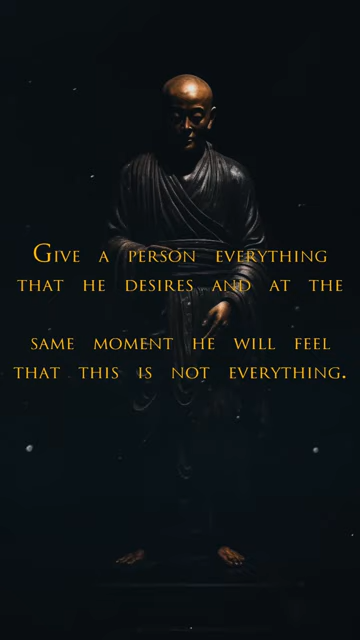 Give a person everything
that he desires and at the
same moment he will feel
that this is not everything.